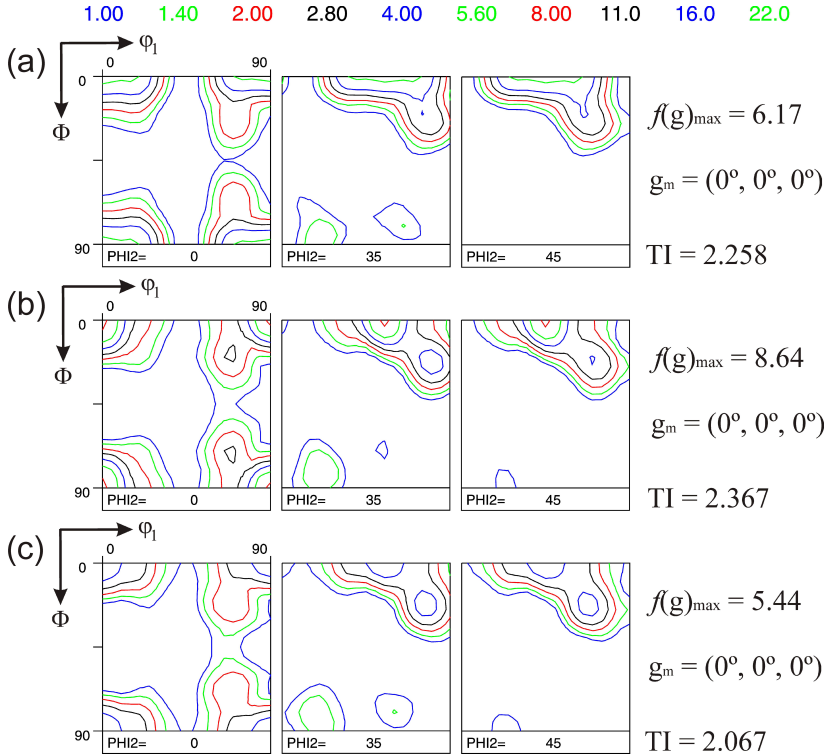 1.00 1.40 2.00 2.80 4.00 5.60 8.00 11.0 16.0 22.0
(a) φ1
0 90
0
Φ
90
PHI2= 0 PHI2= 35 PHI2= 45
f(g)max = 6.17
gm = (0º, 0º, 0º)
TI = 2.258
(b) φ1
0 90
0
Φ
90
PHI2= 0 PHI2= 35 PHI2= 45
f(g)max = 8.64
gm = (0º, 0º, 0º)
TI = 2.367
(c) φ1
0 90
0
Φ
90
PHI2= 0 PHI2= 35 PHI2= 45
f(g)max = 5.44
gm = (0º, 0º, 0º)
TI = 2.067